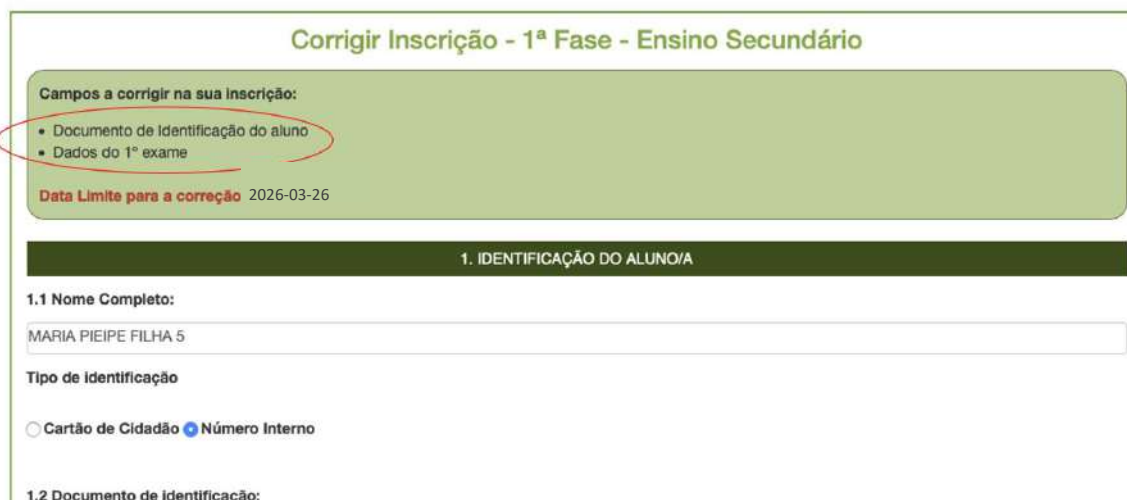 Corrigir Inscrição - 1ª Fase - Ensino Secundário
Campos a corrigir na sua inscrição:
• Documento de Identificação do aluno
• Dados do 1º exame
Data Limite para a correção 2026-03-26
1. IDENTIFICAÇÃO DO ALUNO/A
1.1 Nome Completo:
MARIA PIEIPE FILHA 5
Tipo de identificação
Cartão de Cidadão Número Interno
1.2 Documento de identificação: